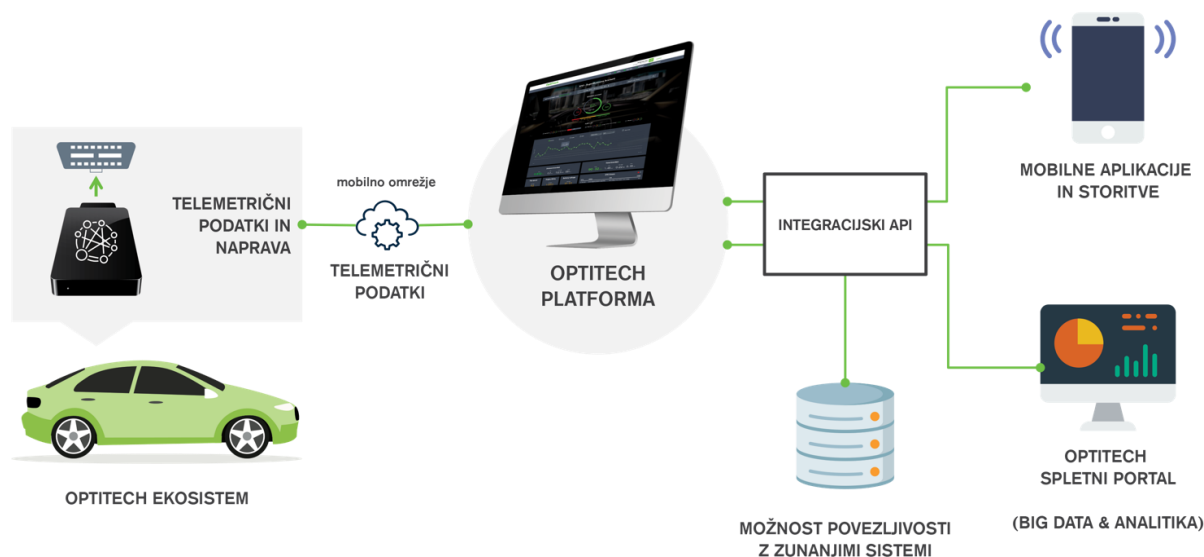 TELEMETRIČNI
PODATKI IN
NAPRAVA
OPTITECH EKOSISTEM
mobilno omrežje
TELEMETRIČNI
PODATKI
OPTITECH
PLATFORMA
INTEGRACIJSKI API
MOŽNOST POVEZLJIVOSTI
Z ZUNANJIMI SISTEMI
MOBILNE APLIKACIJE
IN STORITVE
OPTITECH
SPLETNI PORTAL
(BIG DATA & ANALITIKA)